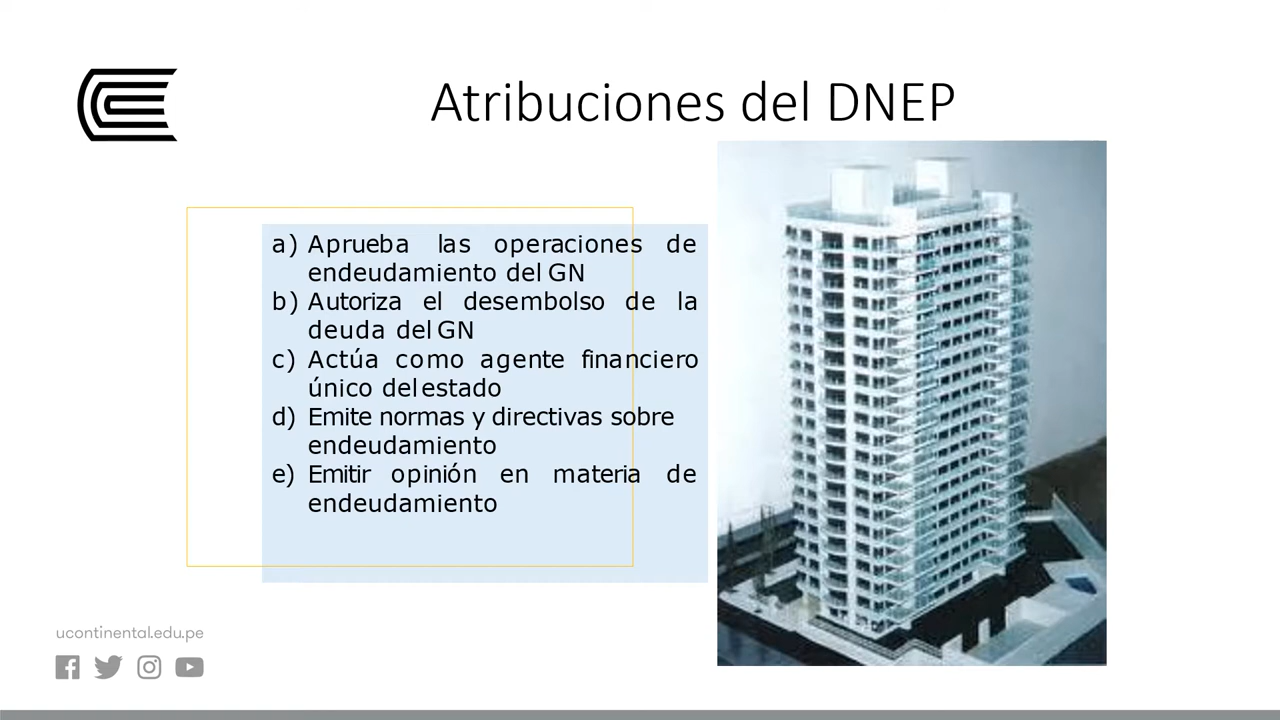 Atribuciones del DNEP
a) Aprueba las operaciones de
endeudamiento del GN
b) Autoriza el desembolso de la
deuda del GN
c) Actúa como agente financiero
único del estado
d) Emite normas y directivas sobre
endeudamiento
e) Emitir opinión en materia de
endeudamiento
ucontinental.edu.pe